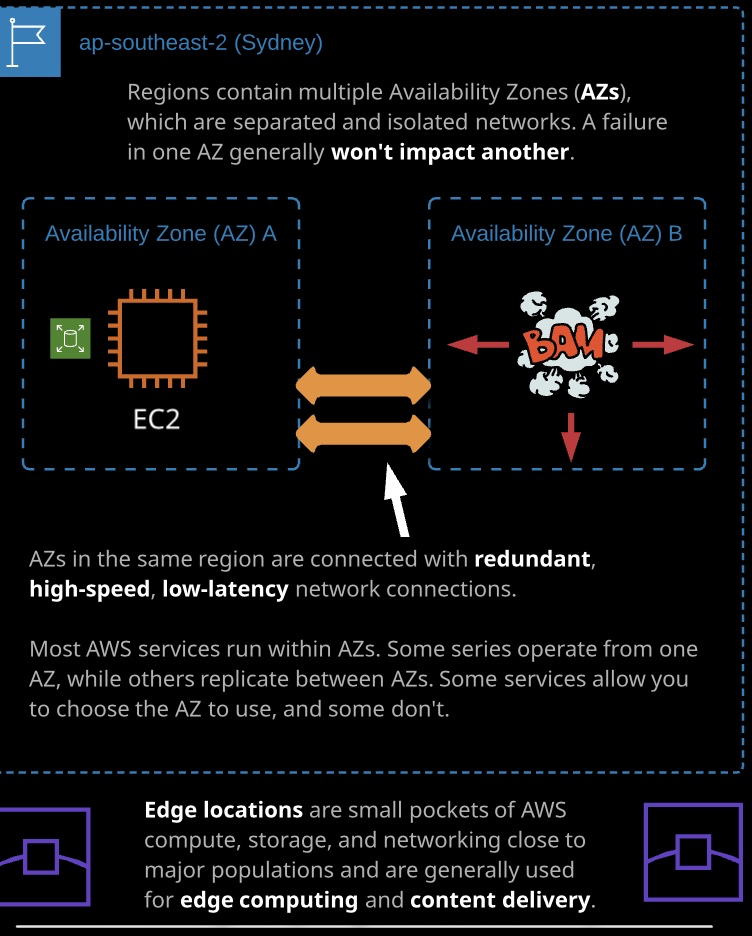 ap-southeast-2 (Sydney)
Regions contain multiple Availability Zones (AZs),
which are separated and isolated networks. A failure
in one AZ generally won't impact another.
Availability Zone (AZ) A
Availability Zone (AZ) B
BAM
EC2
AZs in the same region are connected with redundant,
high-speed, low-latency network connections.
Most AWS services run within AZs. Some series operate from one
AZ, while others replicate between AZs. Some services allow you
to choose the AZ to use, and some don't.
Edge locations are small pockets of AWS
compute, storage, and networking close to
major populations and are generally used
for edge computing and content delivery.